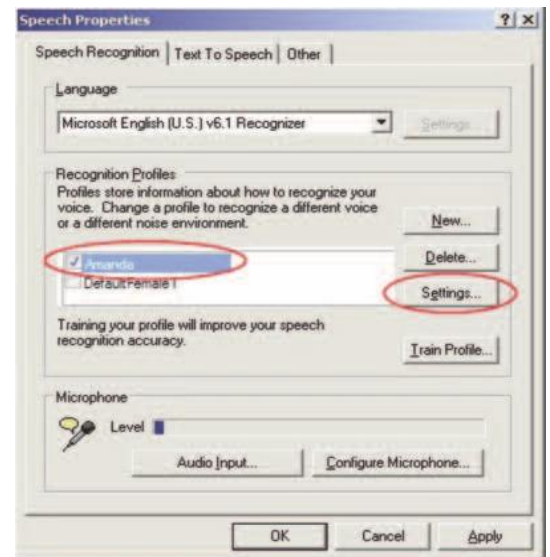 Speech Properties
? X
Speech Recognition Text To Speech Other
Language
Microsoft English (U.S.) v6.1 Recognizer
Settings...
Recognition Profiles
Profiles store information about how to recognize your
voice. Change a profile to recognize a different voice
or a different noise environment.
New...
Delete...
Amanda
DefaultFemale1
Settings...
Training your profile will improve your speech
recognition accuracy.
Train Profile...
Microphone
Level
Audio Input...
Configure Microphone...
OK
Cancel
Apply